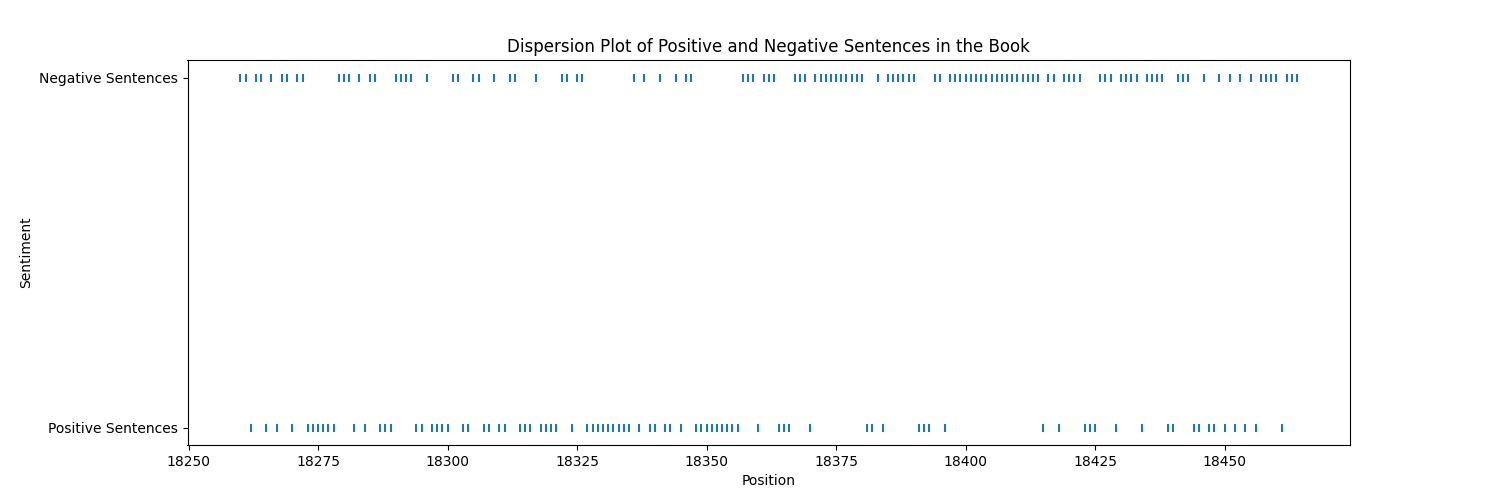 Dispersion Plot of Positive and Negative Sentences in the Book
Negative Sentences
Sentiment
Positive Sentences
18250 18275 18300 18325 18350 18375 18400 18425 18450
Position